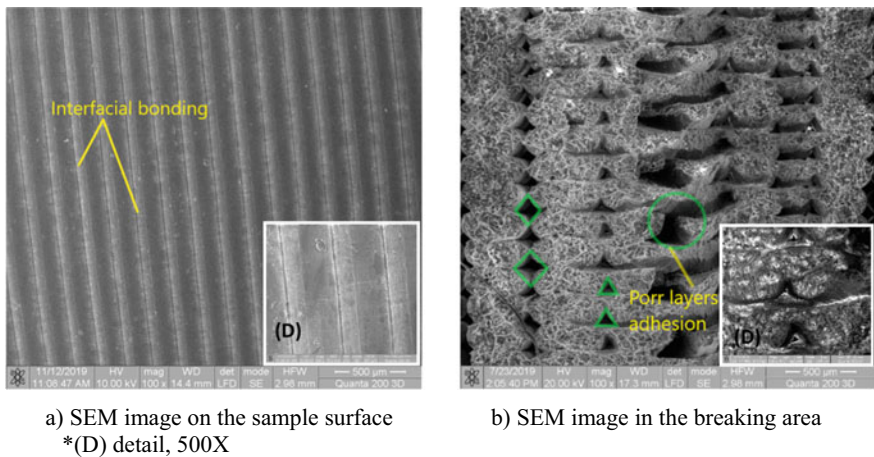 Interfacial bonding
(D)
11/12/2019 HV mag WD det mode HFW 500 µm
11:08:47 AM 10.00 kV 100 x 14.4 mm LFD SE 2.98 mm Quanta 200 3D
Porr layers
adhesion
(D)
7/23/2019 HV mag WD det mode HFW 500 µm
2:05:40 PM 20.00 kV 100 x 17.3 mm LFD SE 2.98 mm Quanta 200 3D
a) SEM image on the sample surface
*(D) detail, 500X
b) SEM image in the breaking area